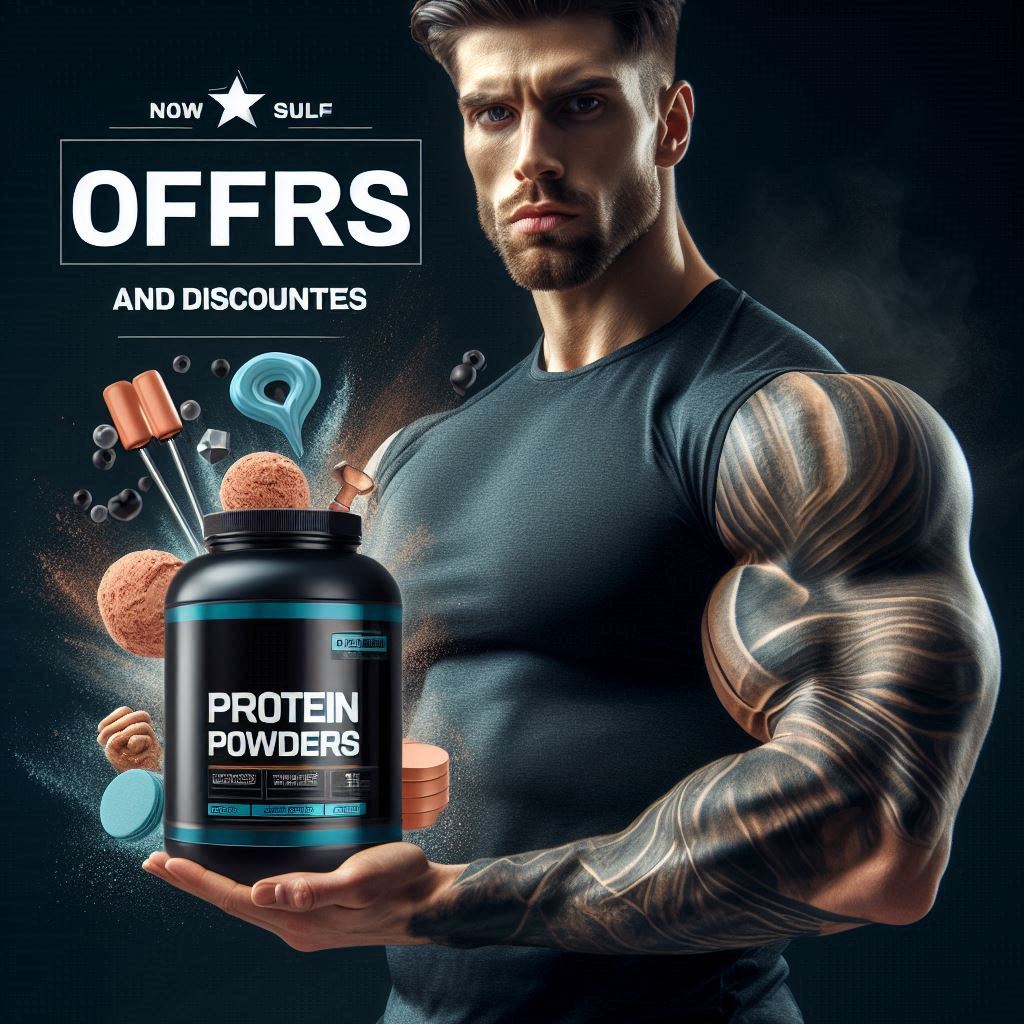 NOW SULF
OFFRS
AND DISCOUNTES
PROTEIN
POWDERS